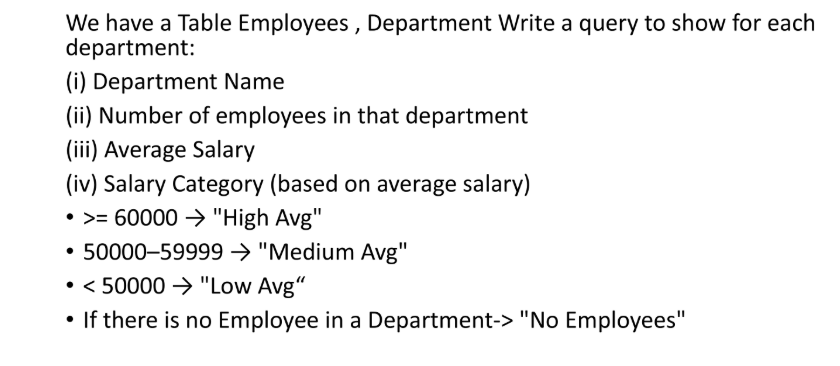 We have a Table Employees , Department Write a query to show for each
department:
(i) Department Name
(ii) Number of employees in that department
(iii) Average Salary
(iv) Salary Category (based on average salary)
• >= 60000 → "High Avg"
• 50000–59999 → "Medium Avg"
• < 50000 → "Low Avg“
• If there is no Employee in a Department-> "No Employees"